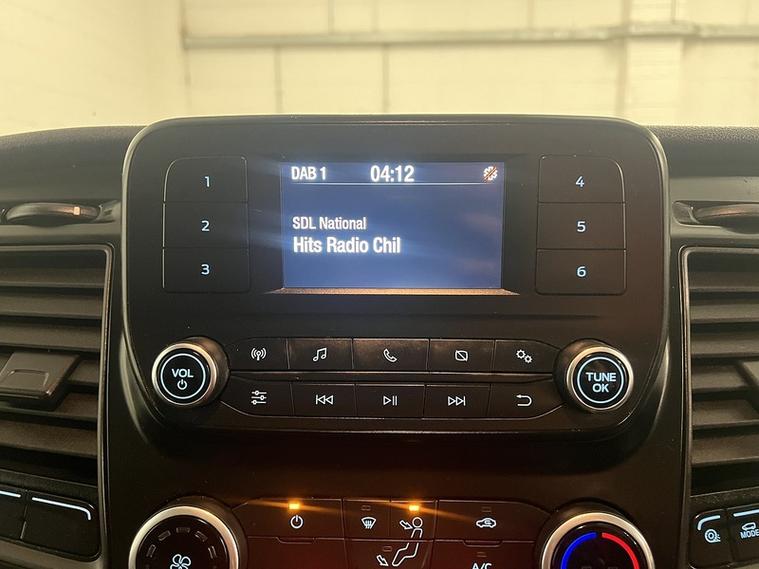 DAB 1 04:12
SDL National
Hits Radio Chil
1
2
3
4
5
6
VOL
TUNE
OK
A/C
MODE